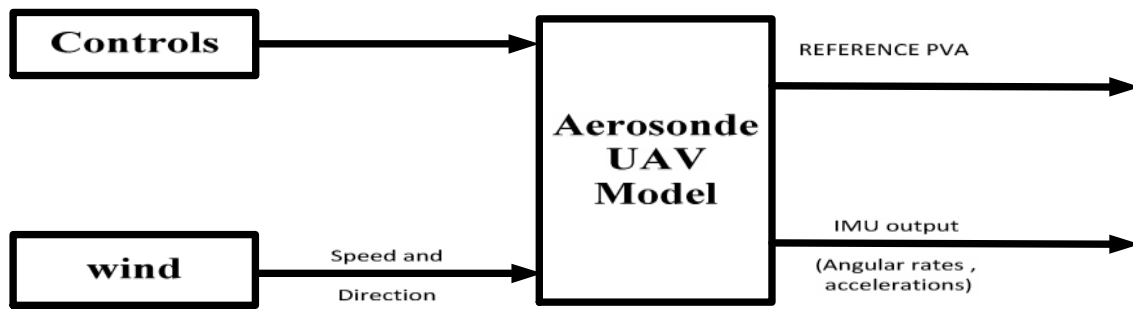 Controls
REFERENCE PVA
Aerosonde
UAV
Model
wind
Speed and
Direction
IMU output
(Angular rates ,
accelerations)